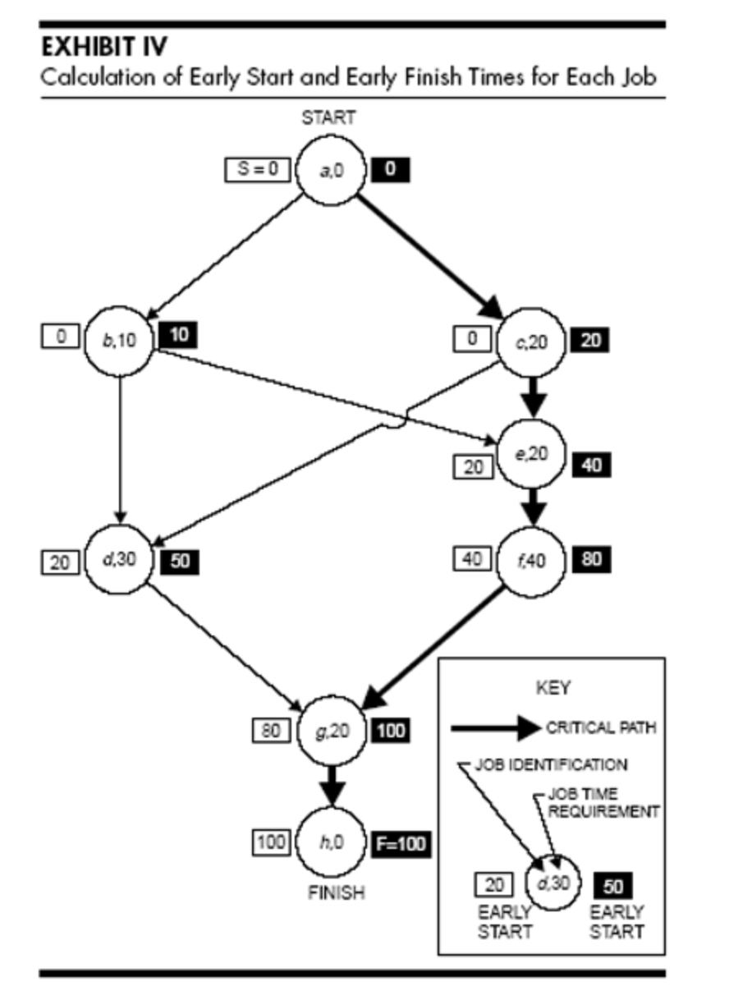 EXHIBIT IV
Calculation of Early Start and Early Finish Times for Each Job
START
S = 0 a,0 0
0 b,10 10
0 c,20 20
20 e,20 40
20 d,30 50
40 f,40 80
80 g,20 100
100 h,0 F=100
FINISH
KEY
CRITICAL PATH
JOB IDENTIFICATION
JOB TIME
REQUIREMENT
20 d,30 50
EARLY EARLY
START START